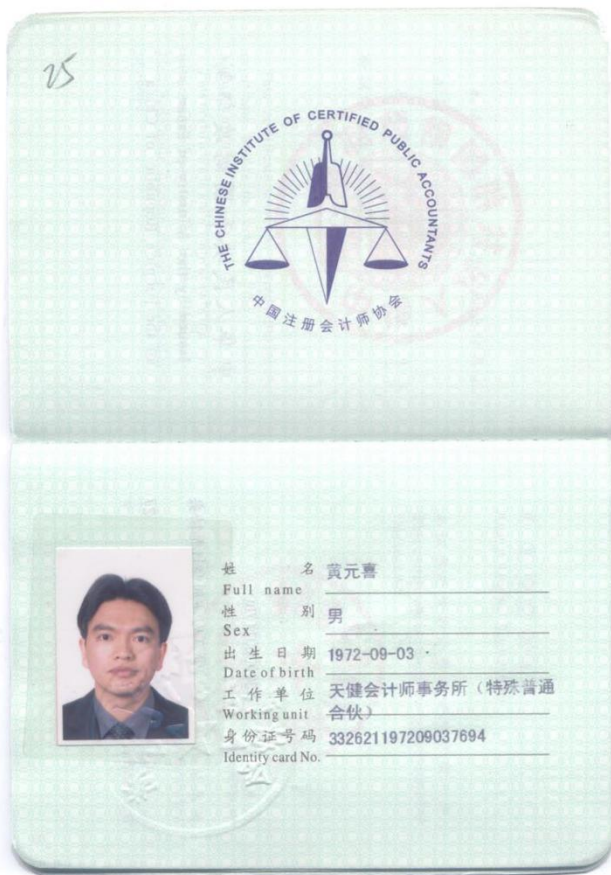 25
THE CHINESE INSTITUTE OF CERTIFIED PUBLIC ACCOUNTANTS
中国注册会计师协会
姓 名 黄元喜
Full name
性 别 男
Sex
出生日期 1972-09-03
Date of birth
工作单位 天健会计师事务所（特殊普通
Working unit 合伙）
身份证号码 332621197209037694
Identity card No.